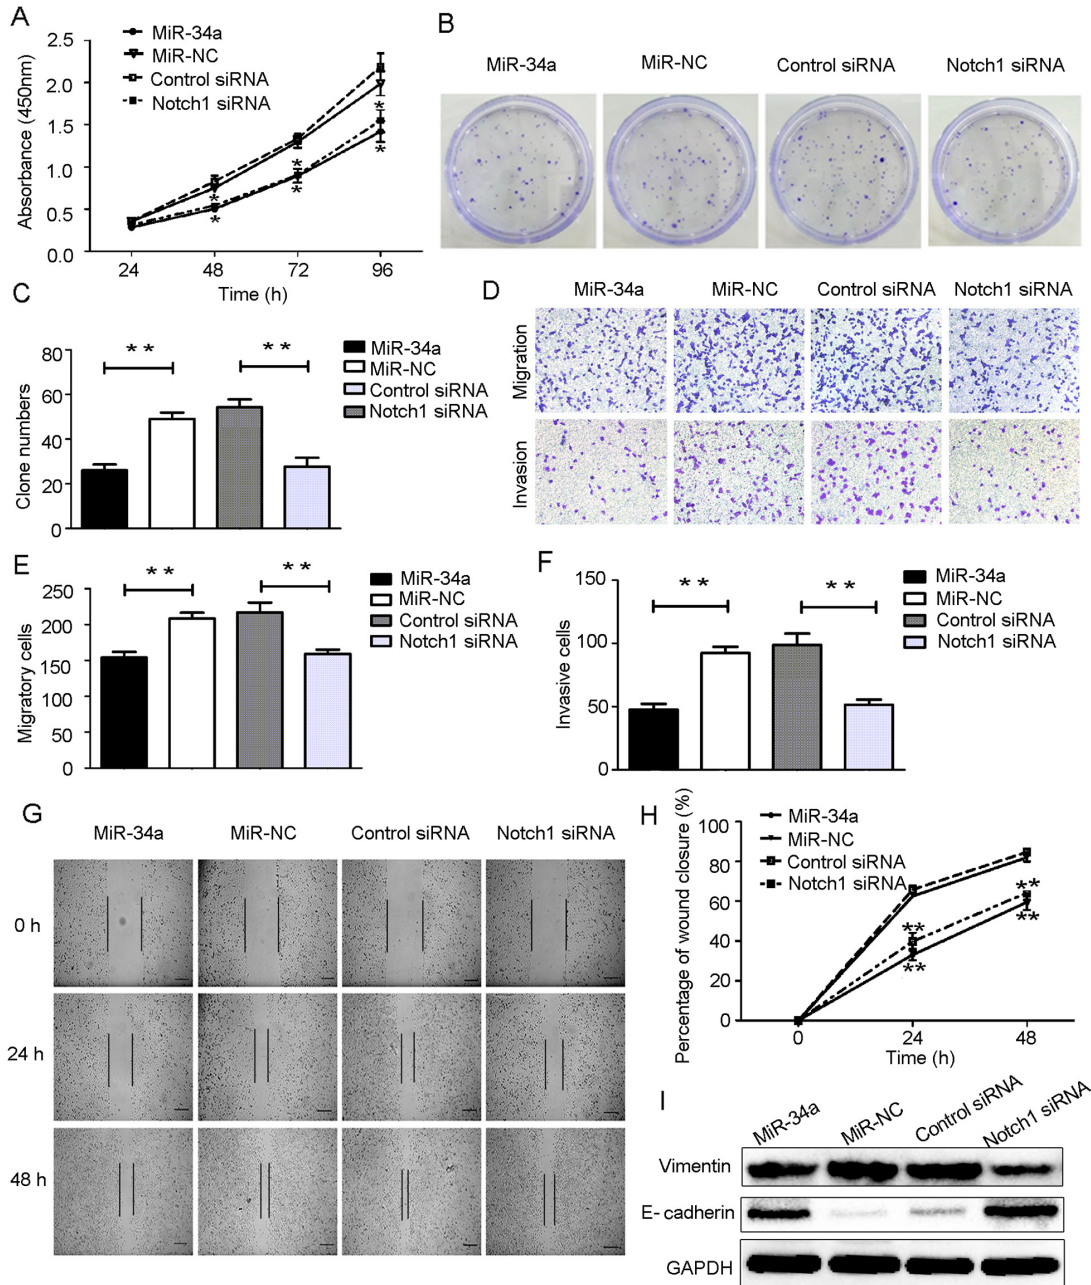 A
MiR-34a
MiR-NC
Control siRNA
Notch1 siRNA
Absorbance (450nm)
2.5
2.0
1.5
1.0
0.5
0.0
* * * * * *
24 48 72 96
Time (h)
B
MiR-34a MiR-NC Control siRNA Notch1 siRNA
C
Clone numbers
80
60
40
20
0
** **
MiR-34a
MiR-NC
Control siRNA
Notch1 siRNA
D
MiR-34a MiR-NC Control siRNA Notch1 siRNA
Migration
Invasion
E
Migratory cells
250
200
150
100
50
0
** **
MiR-34a
MiR-NC
Control siRNA
Notch1 siRNA
F
Invasive cells
150
100
50
0
** **
MiR-34a
MiR-NC
Control siRNA
Notch1 siRNA
G
MiR-34a MiR-NC Control siRNA Notch1 siRNA
0 h
24 h
48 h
H
Percentage of wound closure (%)
100
80
60
40
20
0
MiR-34a
MiR-NC
Control siRNA
Notch1 siRNA
** ** ** **
0 24 48
Time (h)
I
MiR-34a MiR-NC Control siRNA Notch1 siRNA
Vimentin
E-cadherin
GAPDH